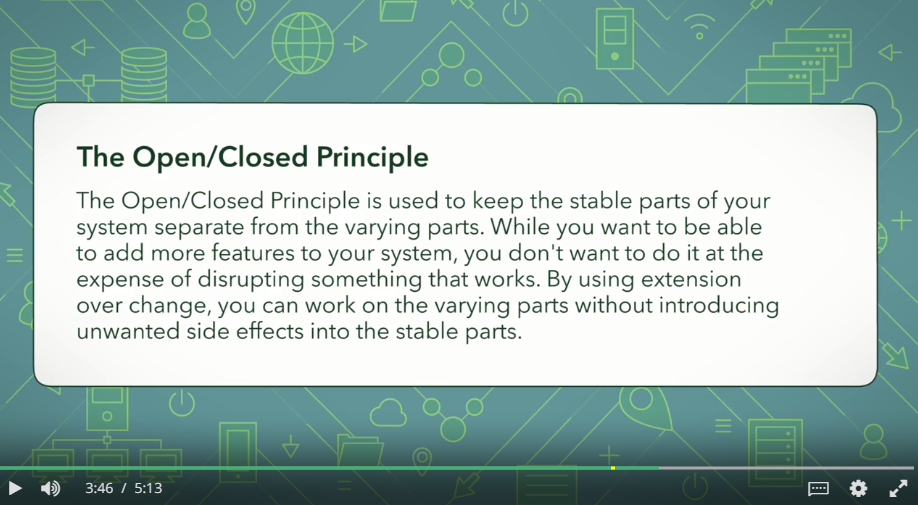 The Open/Closed Principle
The Open/Closed Principle is used to keep the stable parts of your
system separate from the varying parts. While you want to be able
to add more features to your system, you don't want to do it at the
expense of disrupting something that works. By using extension
over change, you can work on the varying parts without introducing
unwanted side effects into the stable parts.
3:46 / 5:13